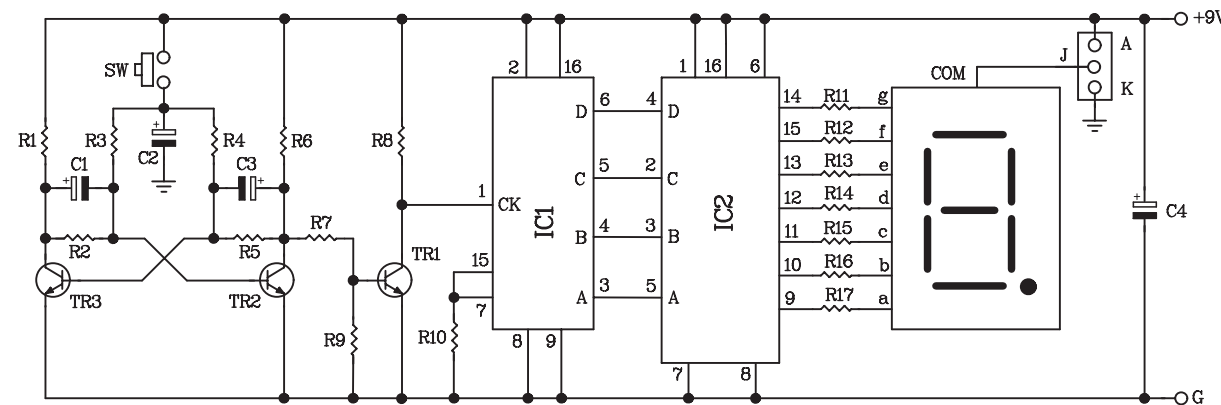 +9V
SW
2 16
1 16 6
COM J A
K
R1 R3 C2 R4 R6 R8
C1 C3
D 6 4 D
C 5 2 C
B 4 3 B
A 3 5 A
1 CK
IC1
IC2
15
7
14 R11 g
15 R12 f
13 R13 e
12 R14 d
11 R15 c
10 R16 b
9 R17 a
C4
R2 R5 R7
TR3 TR2 TR1
R9 R10
8 9
7 8
G